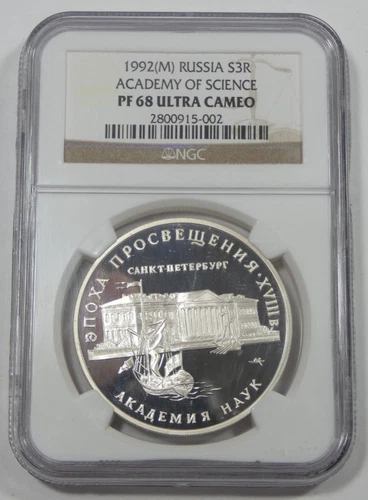 1992(M) RUSSIA S3R
ACADEMY OF SCIENCE
PF 68 ULTRA CAMEO
2800915-002
NGC
ЭПОХА ПРОСВЕЩЕНИЯ · XVIII В.
САНКТ-ПЕТЕРБУРГ
АКАДЕМИЯ НАУК